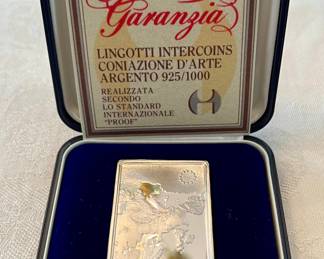 Garanzia
LINGOTTI INTERCOINS
CONIAZIONE D'ARTE
ARGENTO 925/1000
REALIZZATA
SECONDO
LO STANDARD
INTERNAZIONALE
"PROOF"